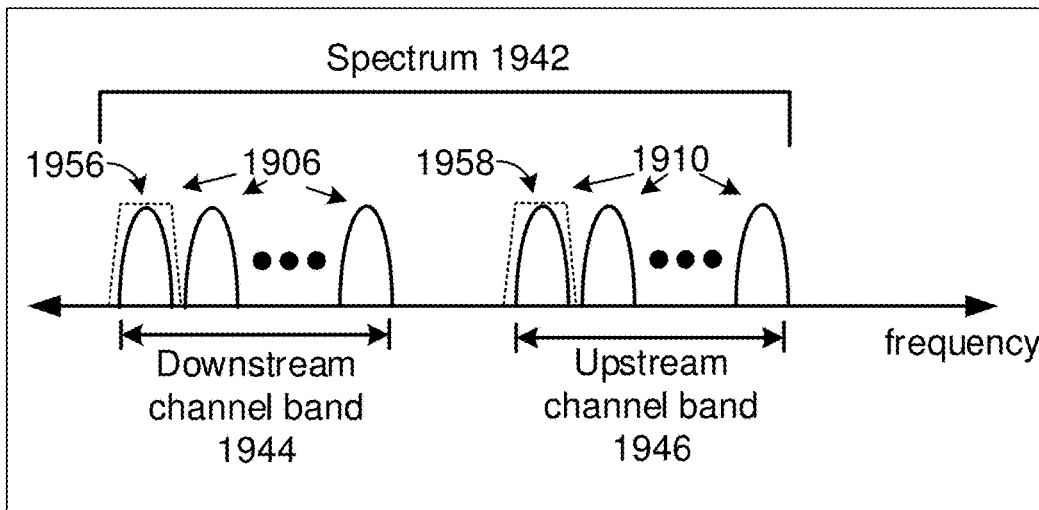 Spectrum 1942
1956
1906
1958
1910
frequency
Downstream
channel band
1944
Upstream
channel band
1946